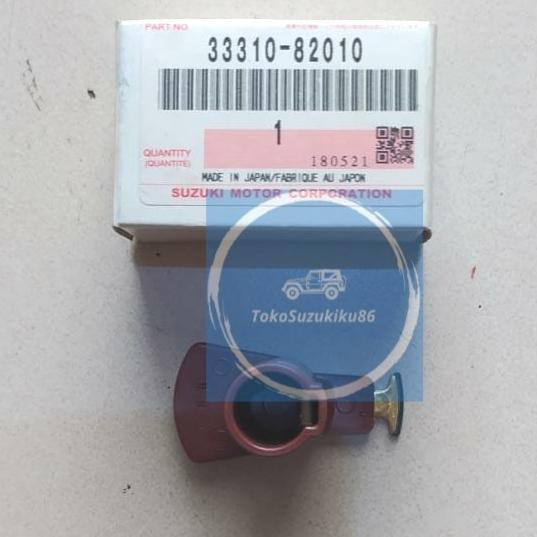 PART NO.
33310-82010
1
QUANTITY
(QUANTITE)
180521
MADE IN JAPAN/FABRIQUE AU JAPON
SUZUKI MOTOR CORPORATION
TokoSuzukiku86